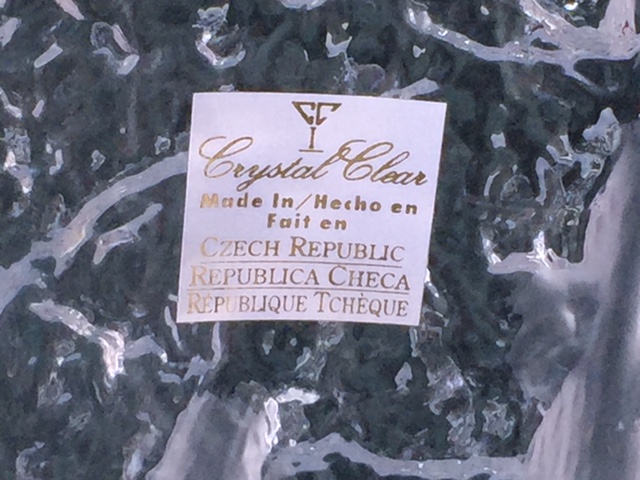 CC
Crystal Clear
Made In/Hecho en
Fait en
CZECH REPUBLIC
REPUBLICA CHECA
RÉPUBLIQUE TCHÈQUE